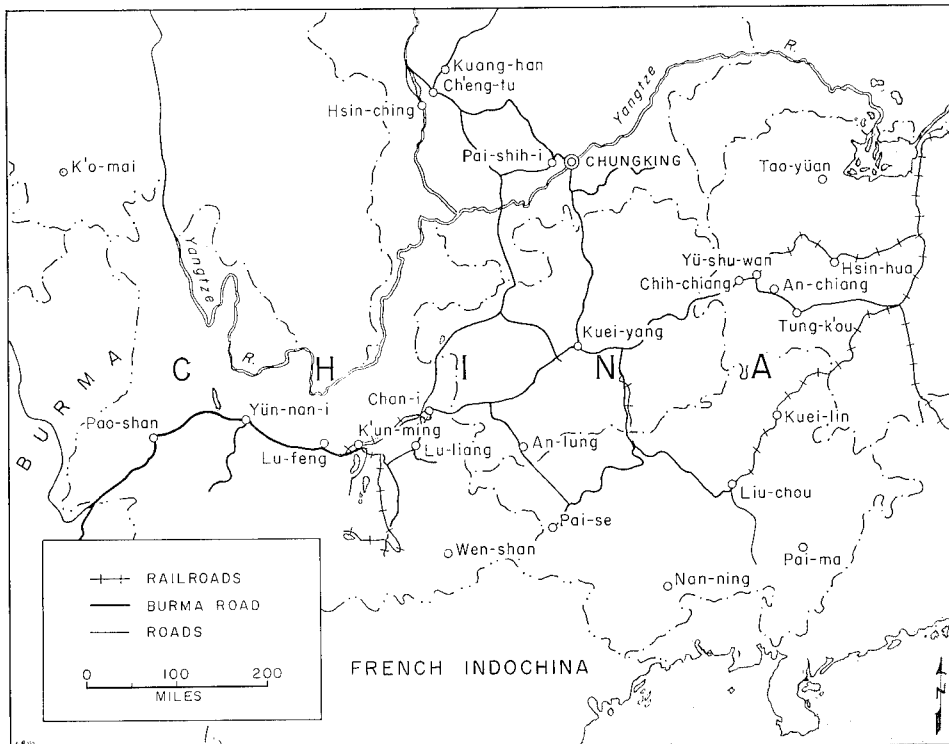 Kuang-han
Ch'eng-tu
Hsin-ching
Yangtze
R.
Pai-shih-i
CHUNGKING
K'o-mai
Tao-yüan
Yangtze
R.
Yü-shu-wan
Hsin-hua
Chih-chiang
An-chiang
Tung-k'ou
Kuei-yang
BURMA
CHINA
Chan-i
Yün-nan-i
Pao-shan
K'un-ming
Kuei-lin
Lu-feng
Lu-liang
An-lung
Liu-chou
Pai-se
Wen-shan
Pai-ma
Nan-ning
RAILROADS
BURMA ROAD
ROADS
0 100 200
MILES
FRENCH INDOCHINA
N